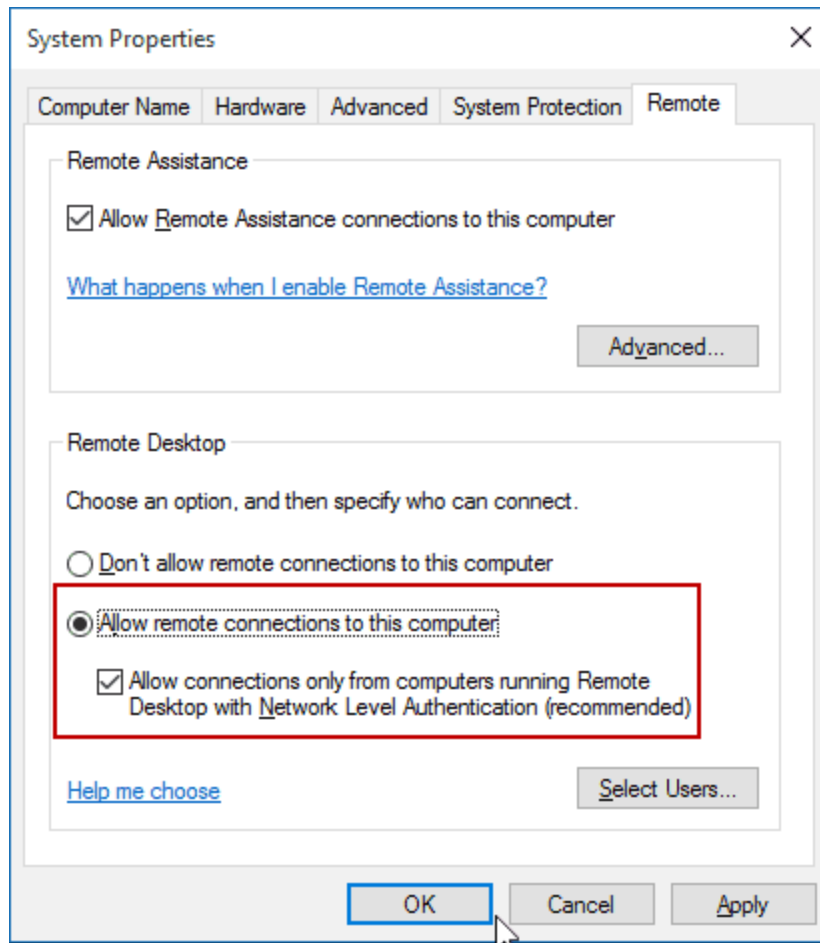 System Properties
Computer Name Hardware Advanced System Protection Remote
Remote Assistance
Allow Remote Assistance connections to this computer
What happens when I enable Remote Assistance?
Advanced...
Remote Desktop
Choose an option, and then specify who can connect.
Don't allow remote connections to this computer
Allow remote connections to this computer
Allow connections only from computers running Remote
Desktop with Network Level Authentication (recommended)
Help me choose
Select Users...
OK Cancel Apply